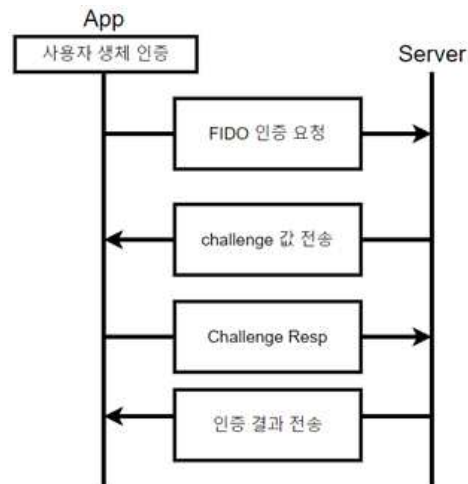 App
사용자 생체 인증
Server
FIDO 인증 요청
challenge 값 전송
Challenge Resp
인증 결과 전송